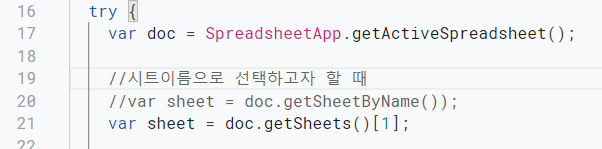 16 try {
17 var doc = SpreadsheetApp.getActiveSpreadsheet();
18
19 //시트이름으로 선택하고자 할 때
20 //var sheet = doc.getSheetByName());
21 var sheet = doc.getSheets()[1];
22